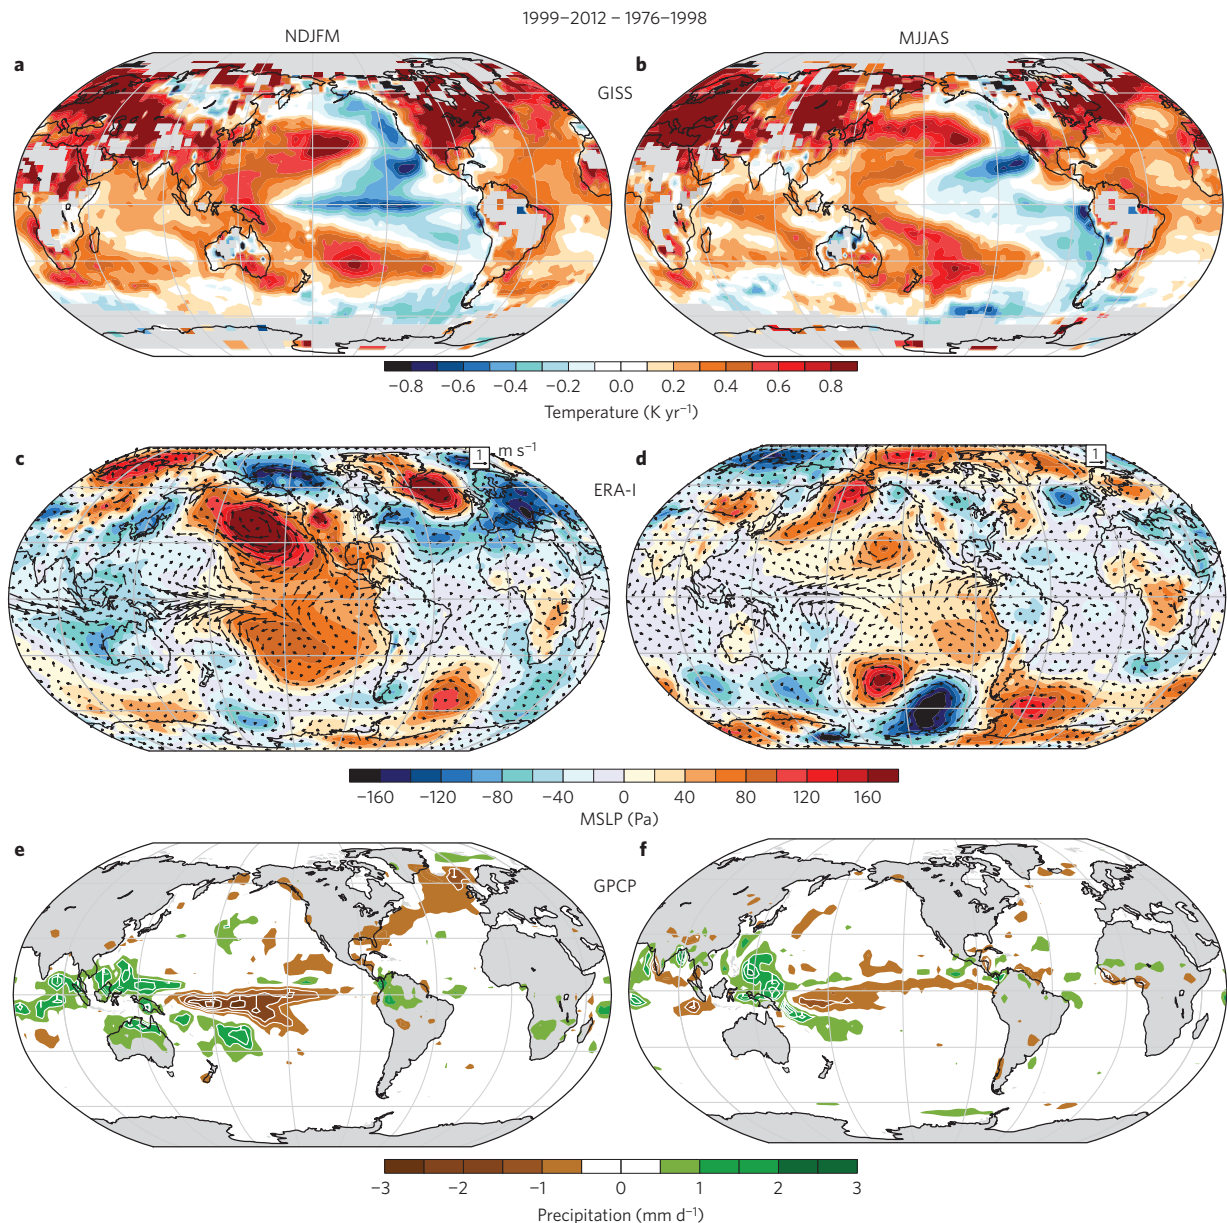 1999–2012 – 1976–1998
NDJFM
MJJAS
a
b
GISS
−0.8 −0.6 −0.4 −0.2 0.0 0.2 0.4 0.6 0.8
Temperature (K yr⁻¹)
c
1 m s⁻¹
d
1
ERA-I
−160 −120 −80 −40 0 40 80 120 160
MSLP (Pa)
e
f
GPCP
−3 −2 −1 0 1 2 3
Precipitation (mm d⁻¹)